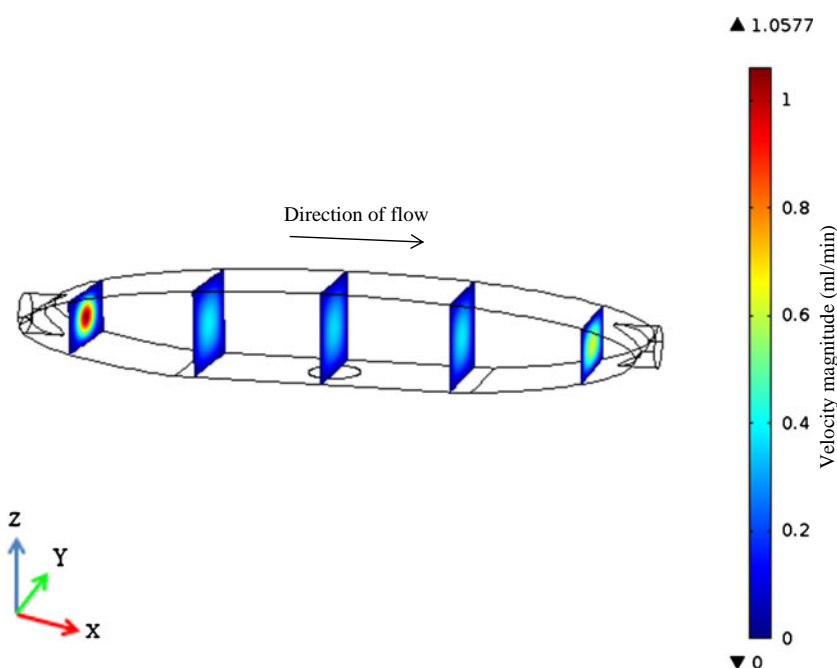 ▲ 1.0577
Direction of flow
1
0.8
0.6
0.4
0.2
0
▼ 0
Velocity magnitude (ml/min)
Z
Y
X